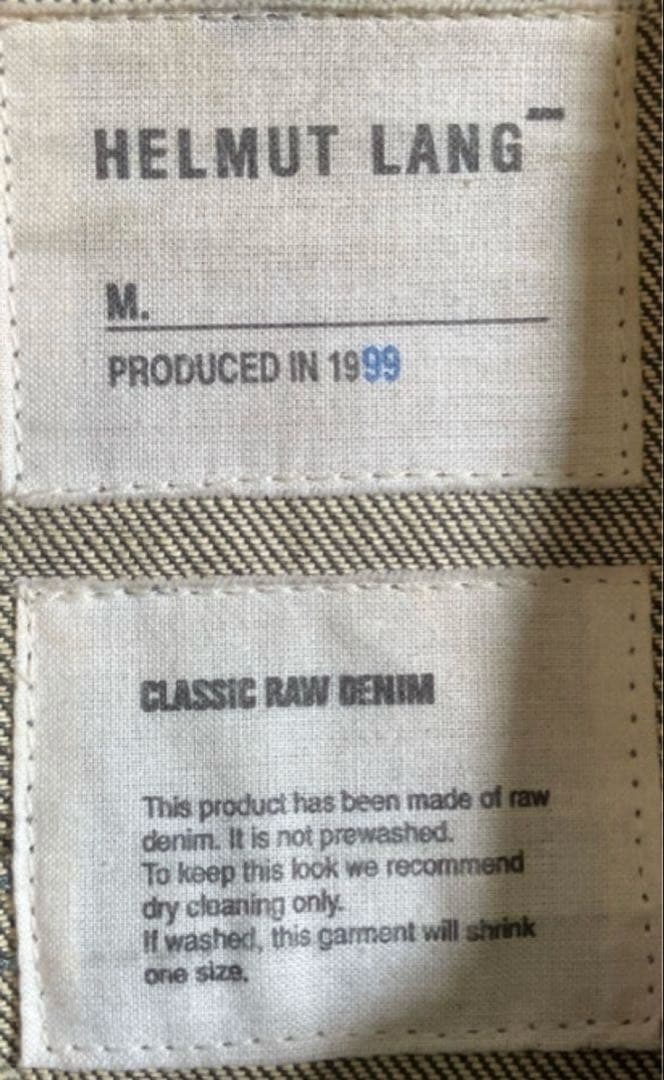 HELMUT LANG
M.
PRODUCED IN 1999
CLASSIC RAW DENIM
This product has been made of raw
denim. It is not prewashed.
To keep this look we recommend
dry cleaning only.
If washed, this garment will shrink
one size.